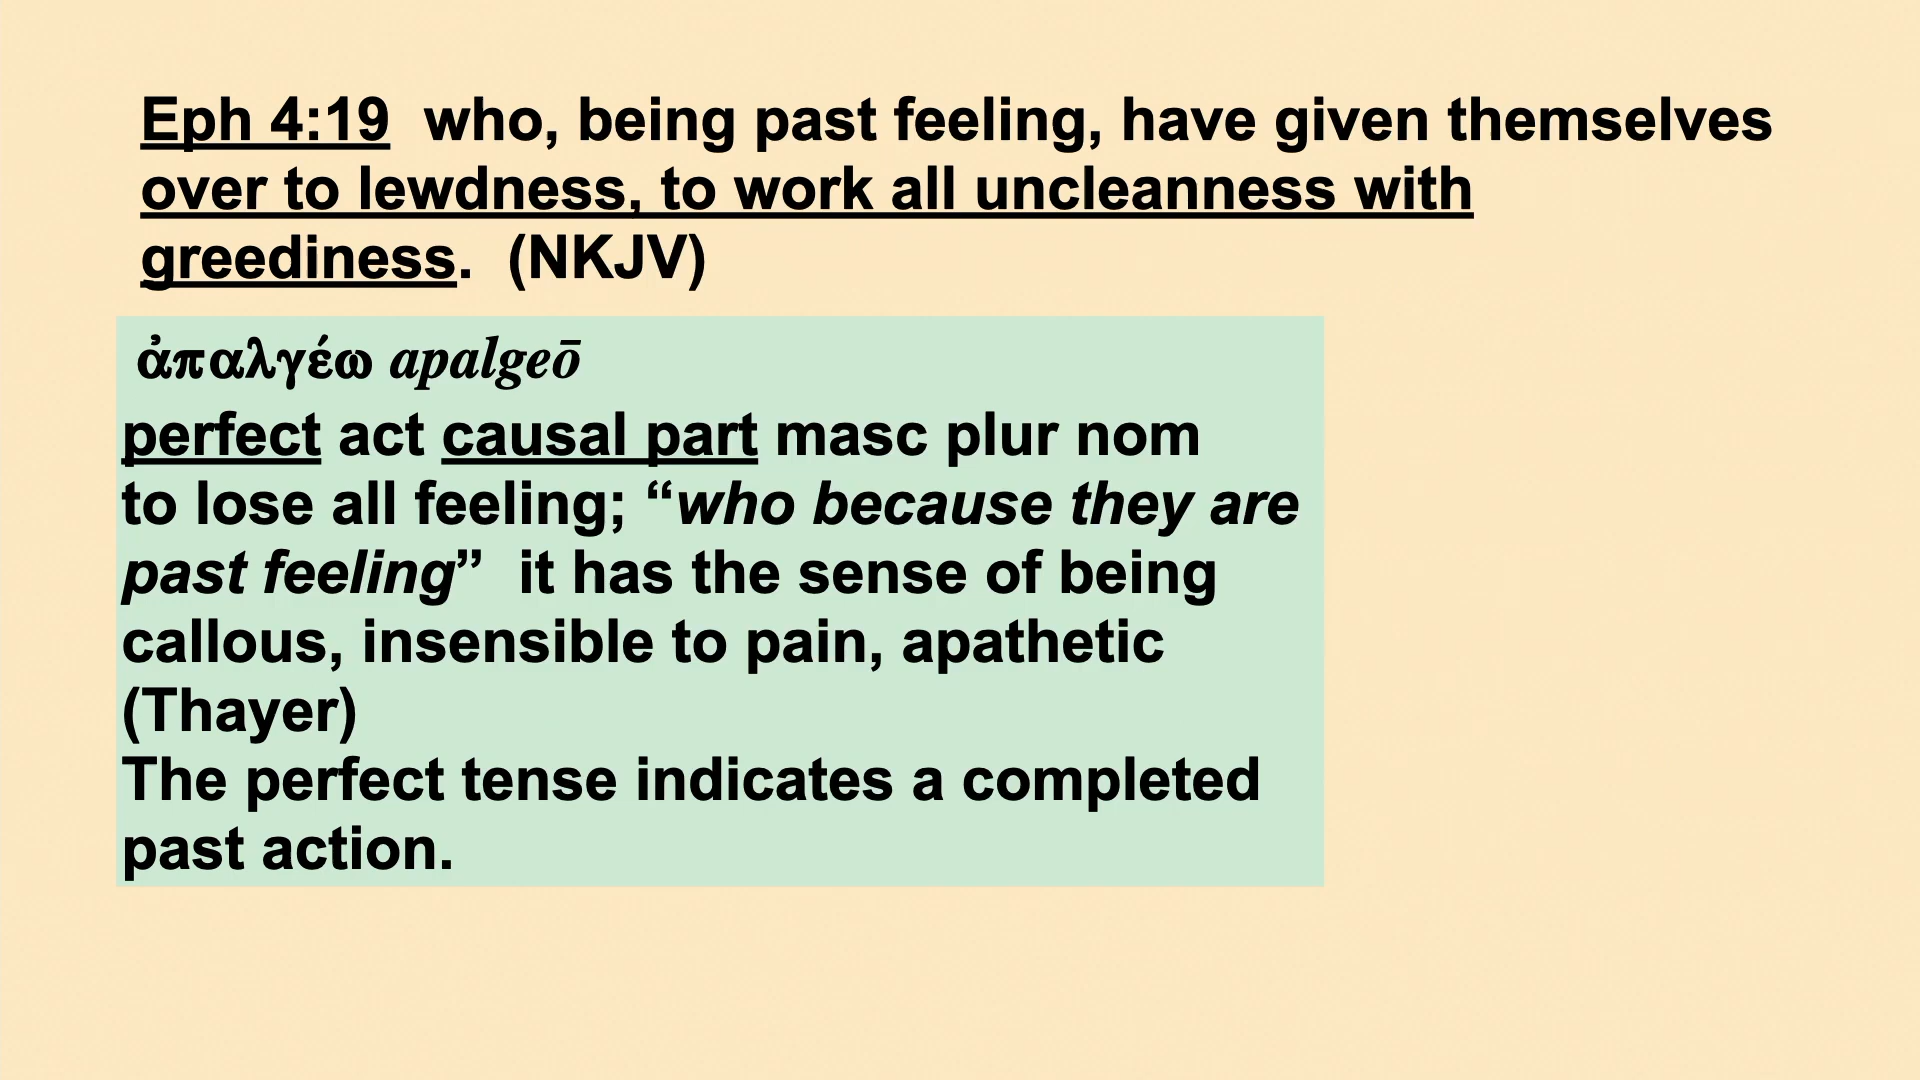 Eph 4:19  who, being past feeling, have given themselves
over to lewdness, to work all uncleanness with
greediness.  (NKJV)
ἀπαλγέω apalgeō
perfect act causal part masc plur nom
to lose all feeling; “who because they are
past feeling”  it has the sense of being
callous, insensible to pain, apathetic
(Thayer)
The perfect tense indicates a completed
past action.